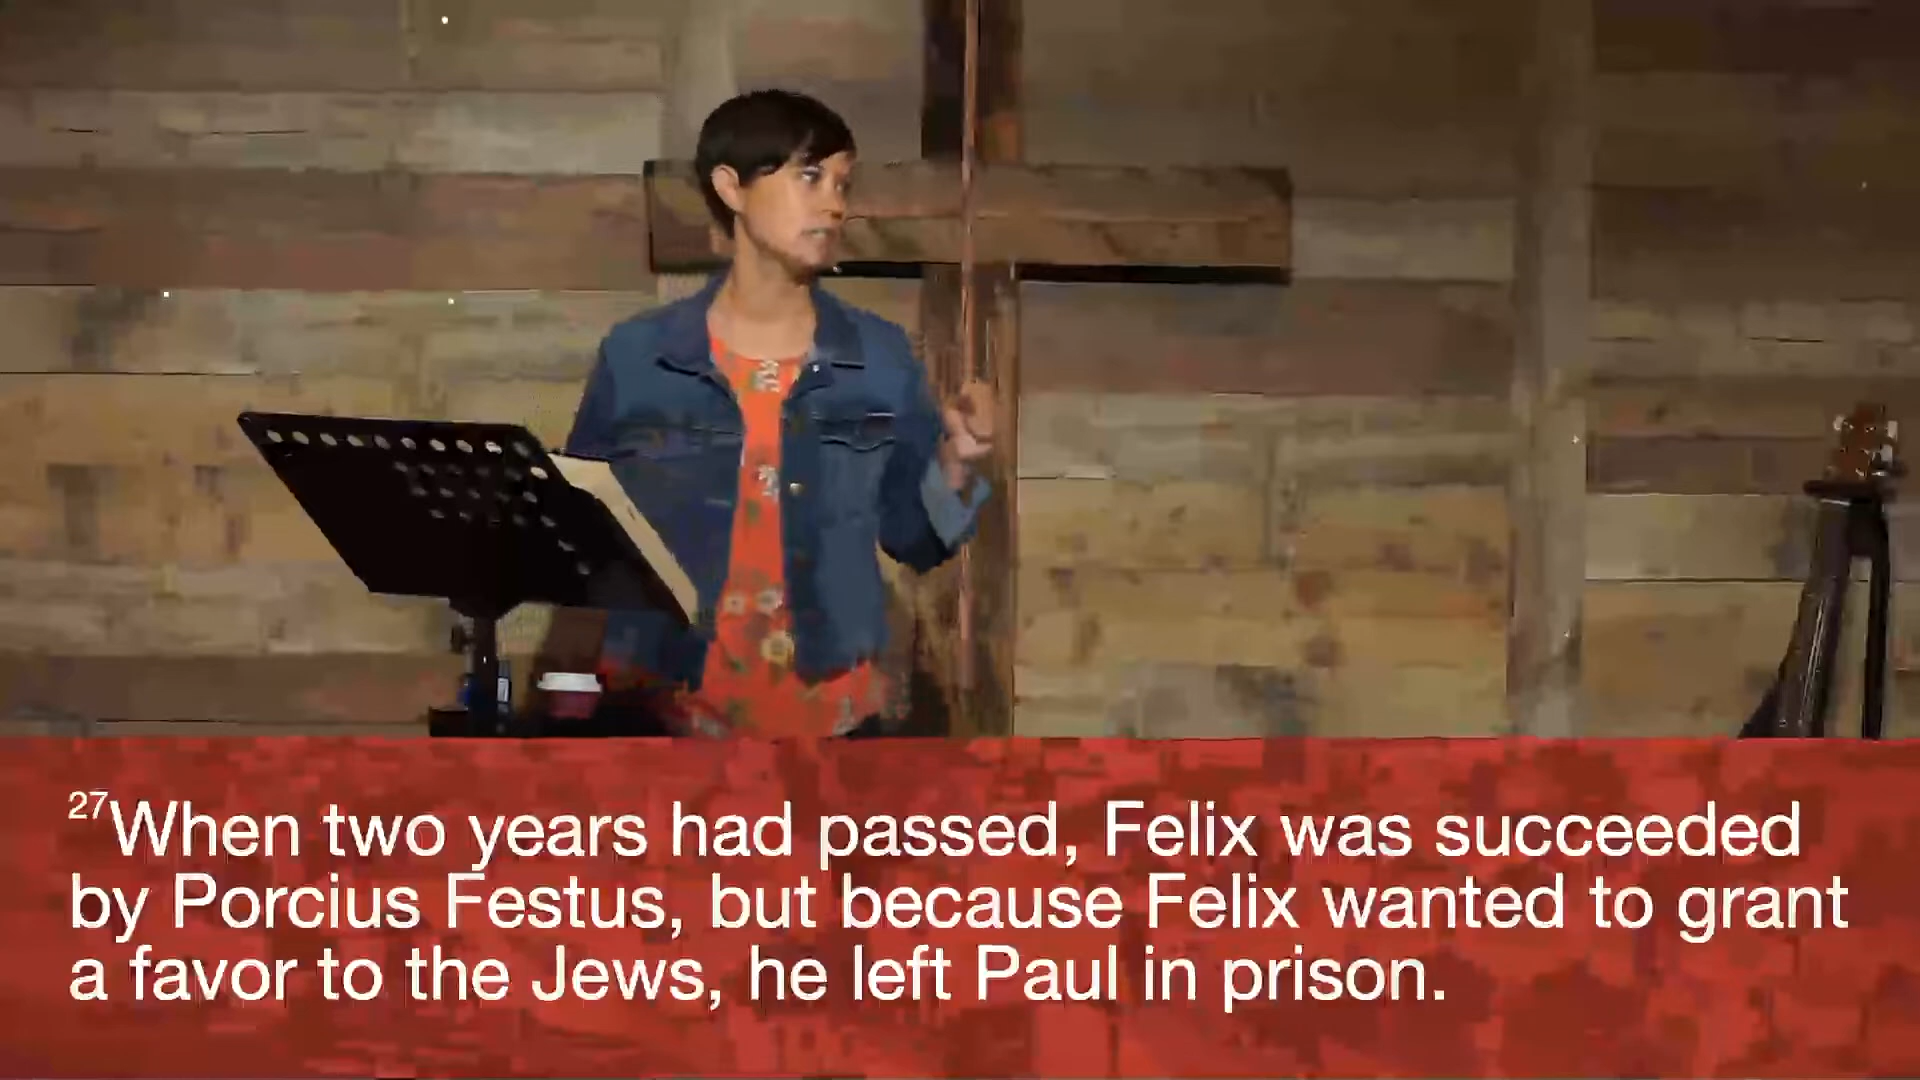 27When two years had passed, Felix was succeeded
by Porcius Festus, but because Felix wanted to grant
a favor to the Jews, he left Paul in prison.